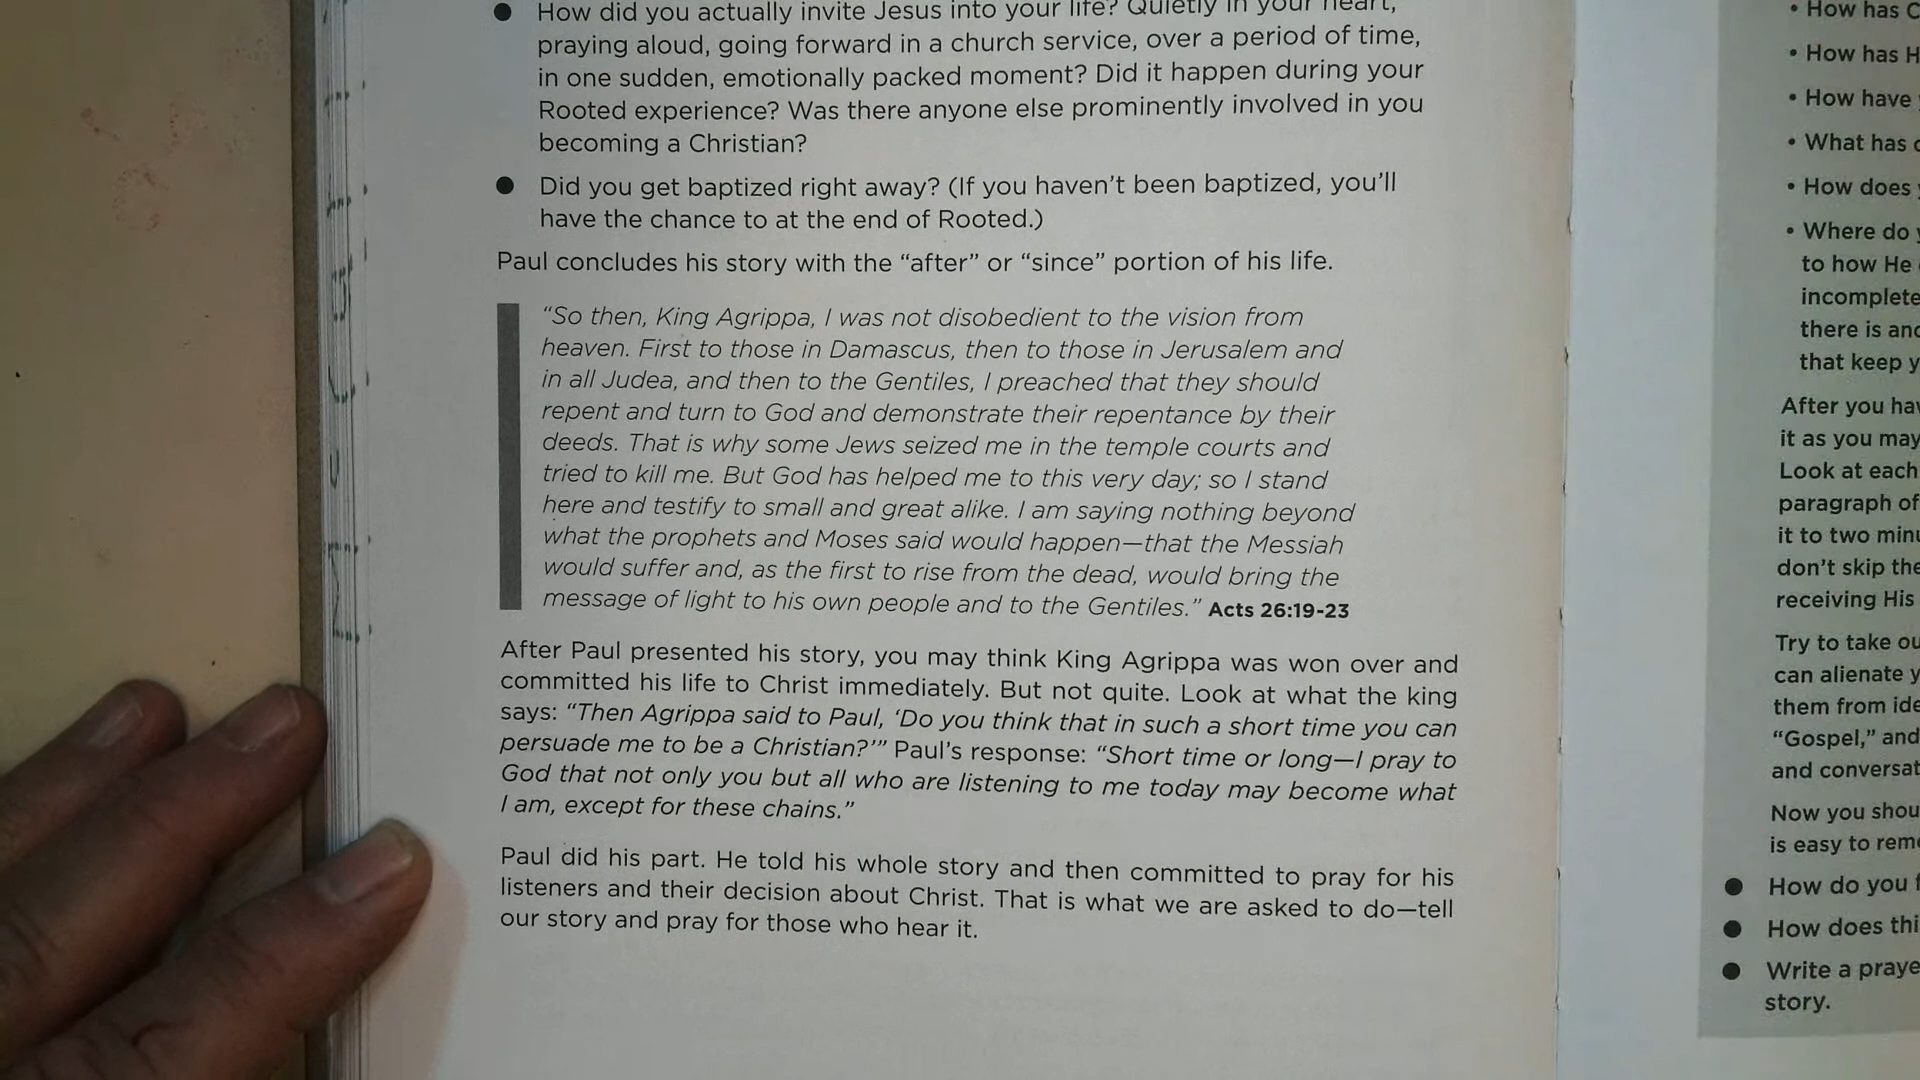 ● How did you actually invite Jesus into your life? Quietly in your heart,
praying aloud, going forward in a church service, over a period of time,
in one sudden, emotionally packed moment? Did it happen during your
Rooted experience? Was there anyone else prominently involved in you
becoming a Christian?
● Did you get baptized right away? (If you haven’t been baptized, you’ll
have the chance to at the end of Rooted.)
Paul concludes his story with the “after” or “since” portion of his life.
“So then, King Agrippa, I was not disobedient to the vision from
heaven. First to those in Damascus, then to those in Jerusalem and
in all Judea, and then to the Gentiles, I preached that they should
repent and turn to God and demonstrate their repentance by their
deeds. That is why some Jews seized me in the temple courts and
tried to kill me. But God has helped me to this very day; so I stand
here and testify to small and great alike. I am saying nothing beyond
what the prophets and Moses said would happen—that the Messiah
would suffer and, as the first to rise from the dead, would bring the
message of light to his own people and to the Gentiles.” Acts 26:19-23
After Paul presented his story, you may think King Agrippa was won over and
committed his life to Christ immediately. But not quite. Look at what the king
says: “Then Agrippa said to Paul, ‘Do you think that in such a short time you can
persuade me to be a Christian?’” Paul’s response: “Short time or long—I pray to
God that not only you but all who are listening to me today may become what
I am, except for these chains.”
Paul did his part. He told his whole story and then committed to pray for his
listeners and their decision about Christ. That is what we are asked to do—tell
our story and pray for those who hear it.
• How has
• How has
• How have
• What has
• How does
• Where do
to how He
incomplete
there is
that keep
After you
it as you may
Look at each
paragraph of
it to two
don’t skip the
receiving His
Try to take
can alienate
them from
“Gospel,” and
and
Now you
is easy to
● How do you
● How does
● Write a
story.